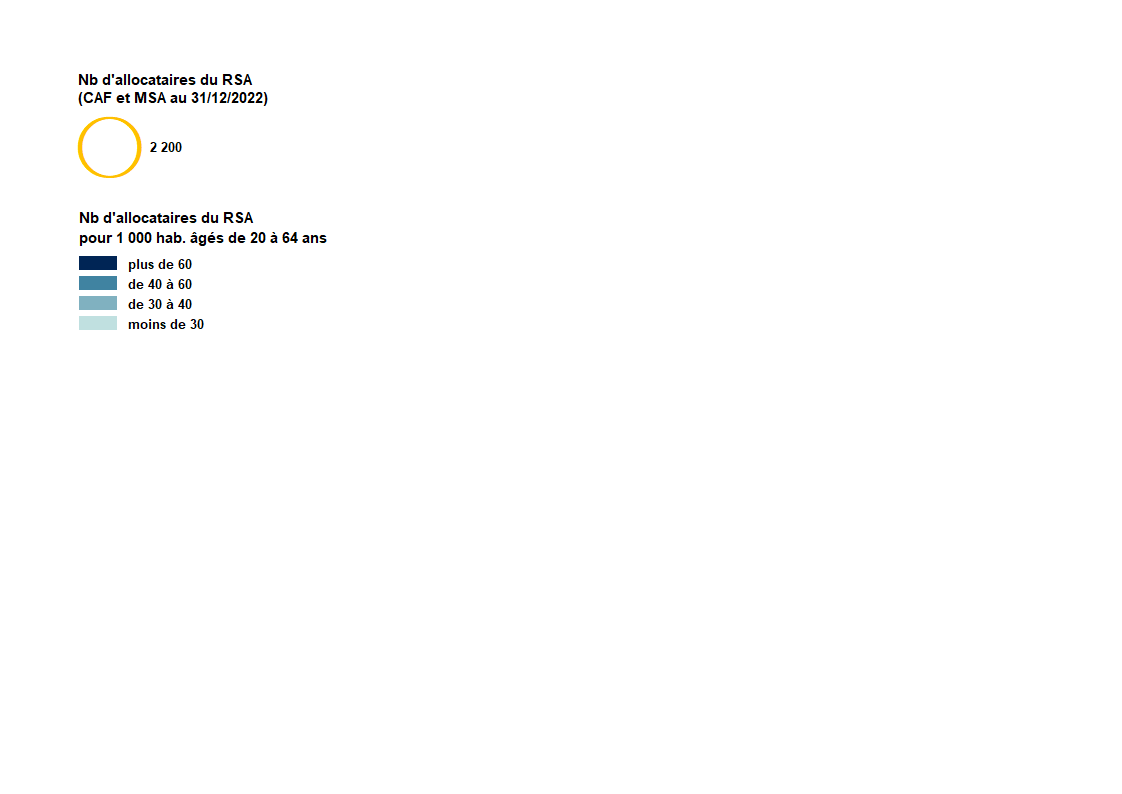 Nb d'allocataires du RSA
(CAF et MSA au 31/12/2022)
2 200
Nb d'allocataires du RSA
pour 1 000 hab. âgés de 20 à 64 ans
plus de 60
de 40 à 60
de 30 à 40
moins de 30